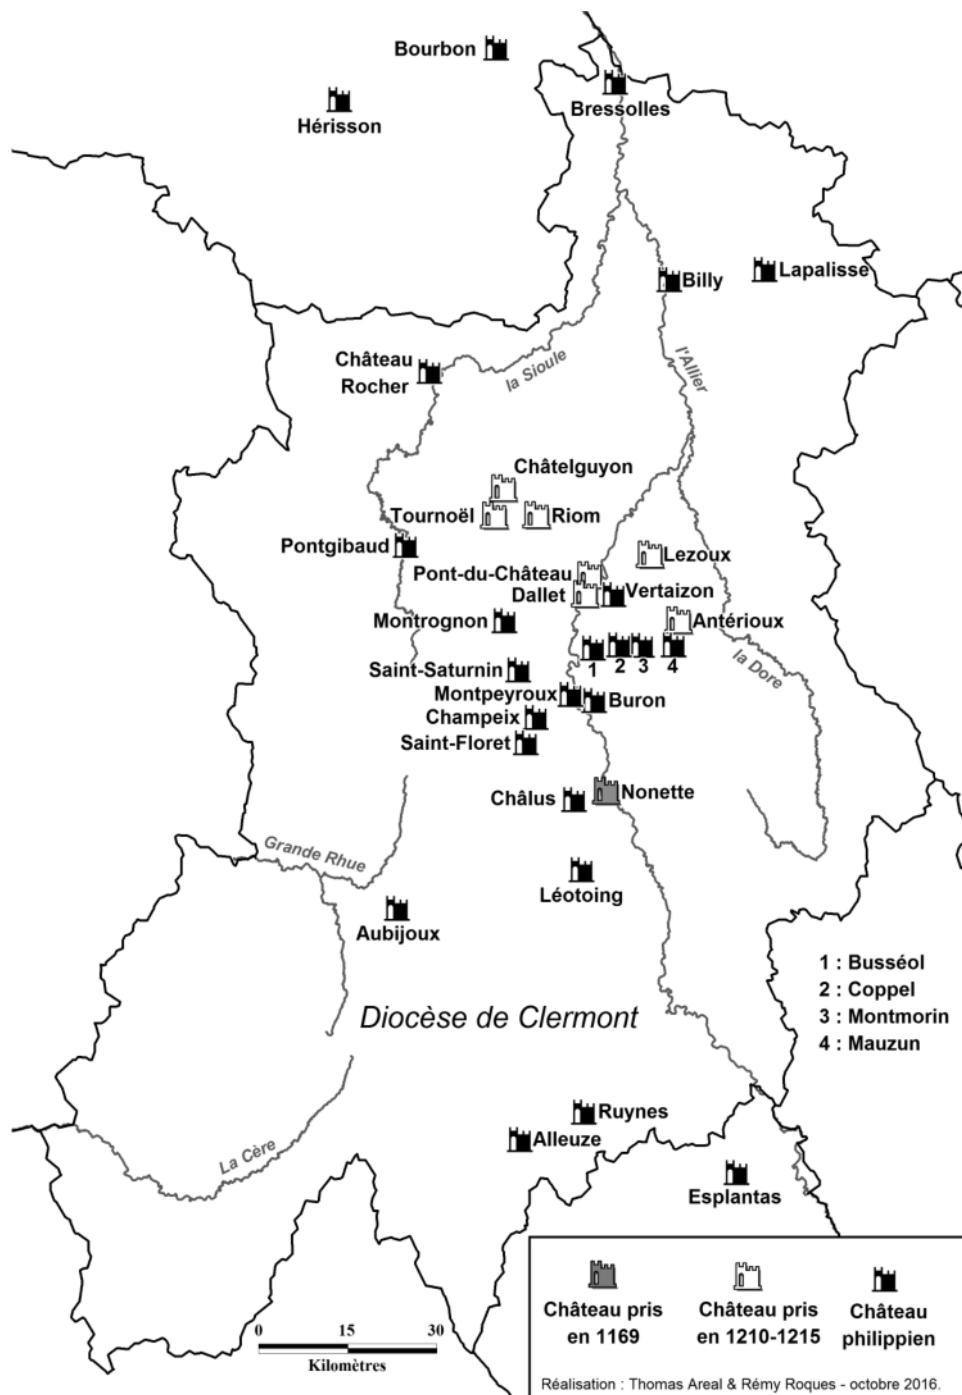 Bourbon
Bressolles
Hérisson
Lapalisse
Billy
Château
Rocher
la Sioule
l'Allier
Châtelguyon
Tournoël
Riom
Pontgibaud
Lezoux
Pont-du-Château
Dallet
Vertaizon
Montrognon
Antérioux
1
2
3
4
la Dore
Saint-Saturnin
Montpeyroux
Buron
Champeix
Saint-Floret
Châlus
Nonette
Grande Rhue
Léotoing
Aubijoux
1 : Busséol
2 : Coppel
3 : Montmorin
4 : Mauzun
Diocèse de Clermont
Ruynes
Alleuze
La Cère
Esplantas
Château pris
en 1169
Château pris
en 1210-1215
Château
philippien
0 15 30
Kilomètres
Réalisation : Thomas Areal & Rémy Roques - octobre 2016.